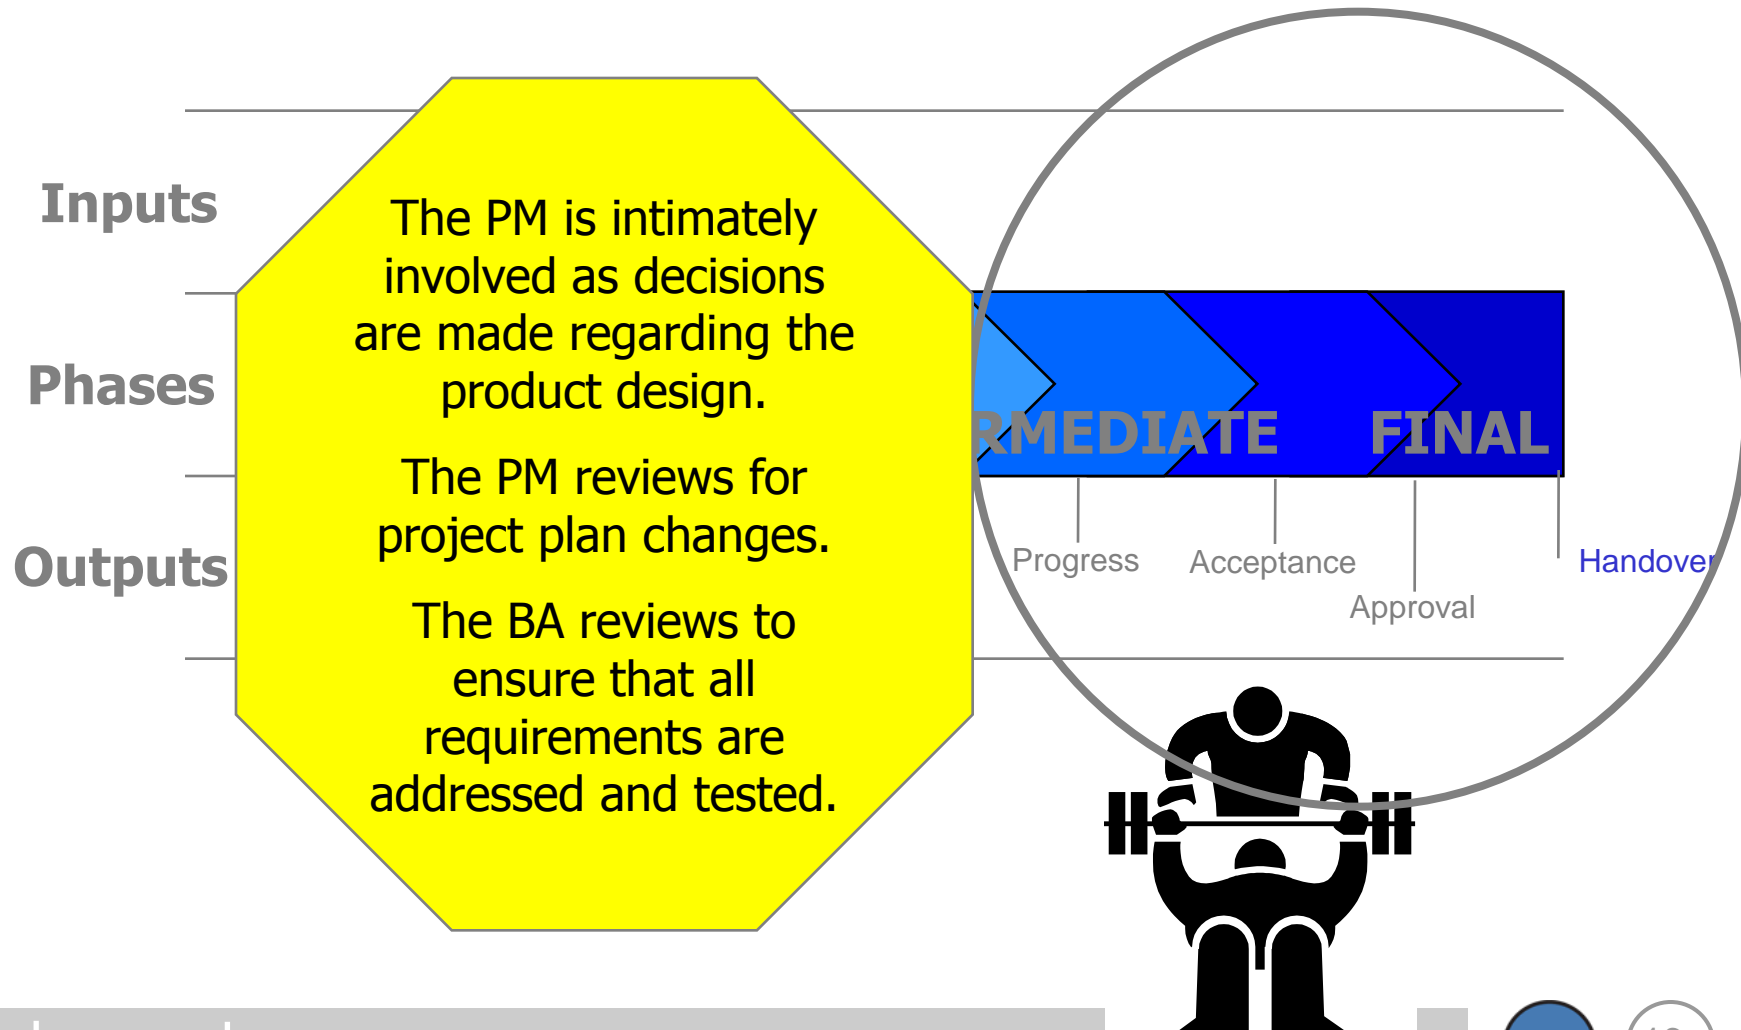 Inputs
The PM is intimately
involved as decisions
are made regarding the
product design.
The PM reviews for
project plan changes.
The BA reviews to
ensure that all
requirements are
addressed and tested.
Phases
RMEDIATE
FINAL
Outputs
Progress
Acceptance
Approval
Handover